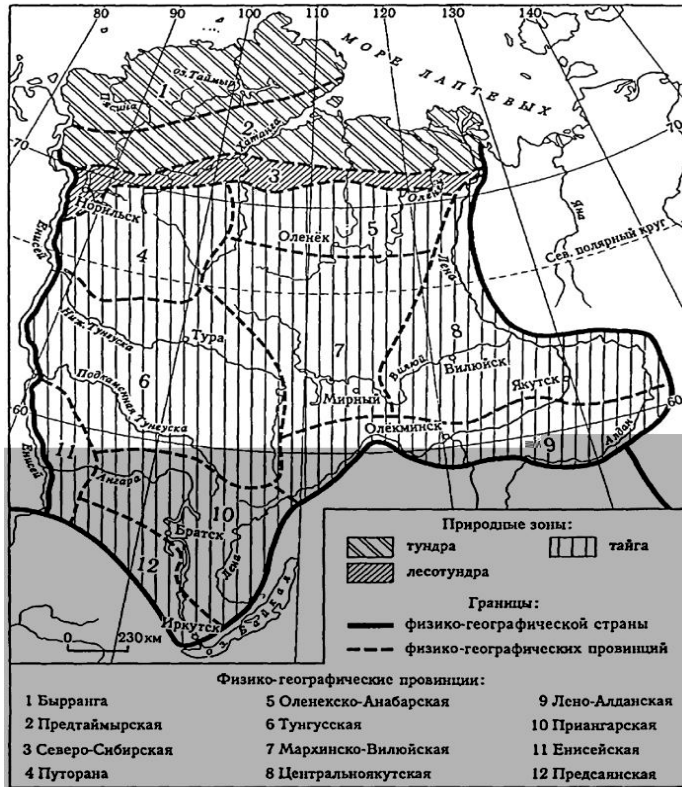 80
90
100
110
120
130
140
МОРЕ ЛАПТЕВЫХ
оз. Таймыр
1
Пясина
2
Хатанга
70
70
3
Оленёк
Норильск
Енисей
5
Яна
Оленёк
Сев. полярный круг
4
Лена
Ниж. Тунгуска
Тура
8
7
Вилюй
Вилюйск
6
Мирный
Якутск
Подкаменная Тунгуска
60
60
Олёкминск
Алдан
9
11
Енисей
Ангара
10
Братск
12
Лена
Иркутск
оз. Байкал
0 230 км
Природные зоны:
тундра
тайга
лесотундра
Границы:
физико-географической страны
физико-географических провинций
Физико-географические провинции:
1 Бырранга
5 Оленекско-Анабарская
9 Лено-Алданская
2 Предтаймырская
6 Тунгусская
10 Приангарская
3 Северо-Сибирская
7 Мархинско-Вилюйская
11 Енисейская
4 Путорана
8 Центральноякутская
12 Предсаянская